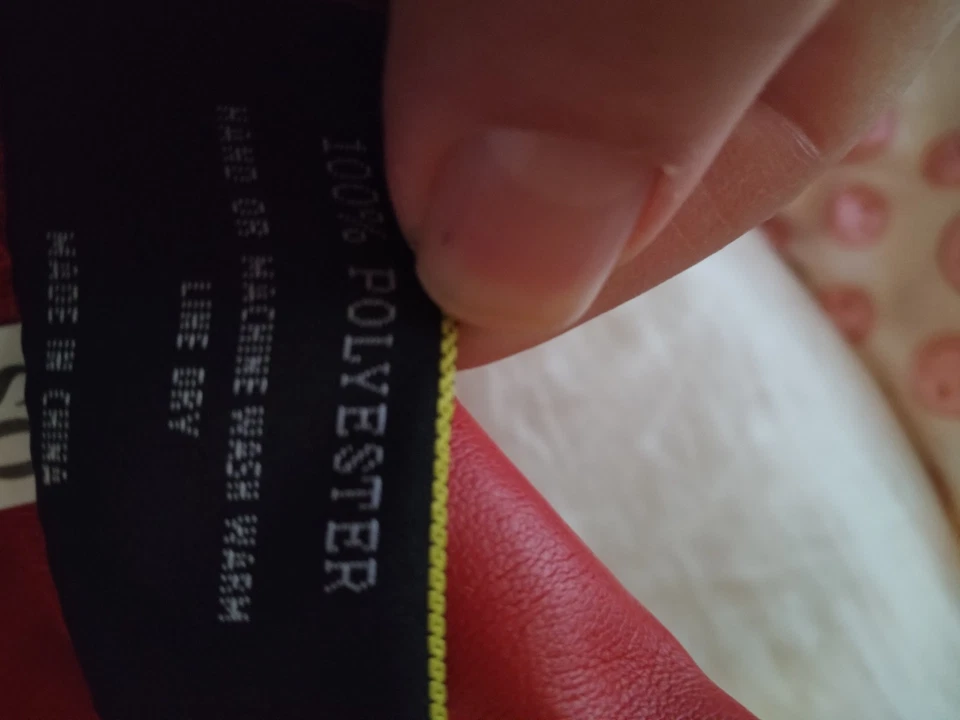 100% POLYESTER
HAND OR MACHINE WASH WARM
LINE DRY
MADE IN CHINA